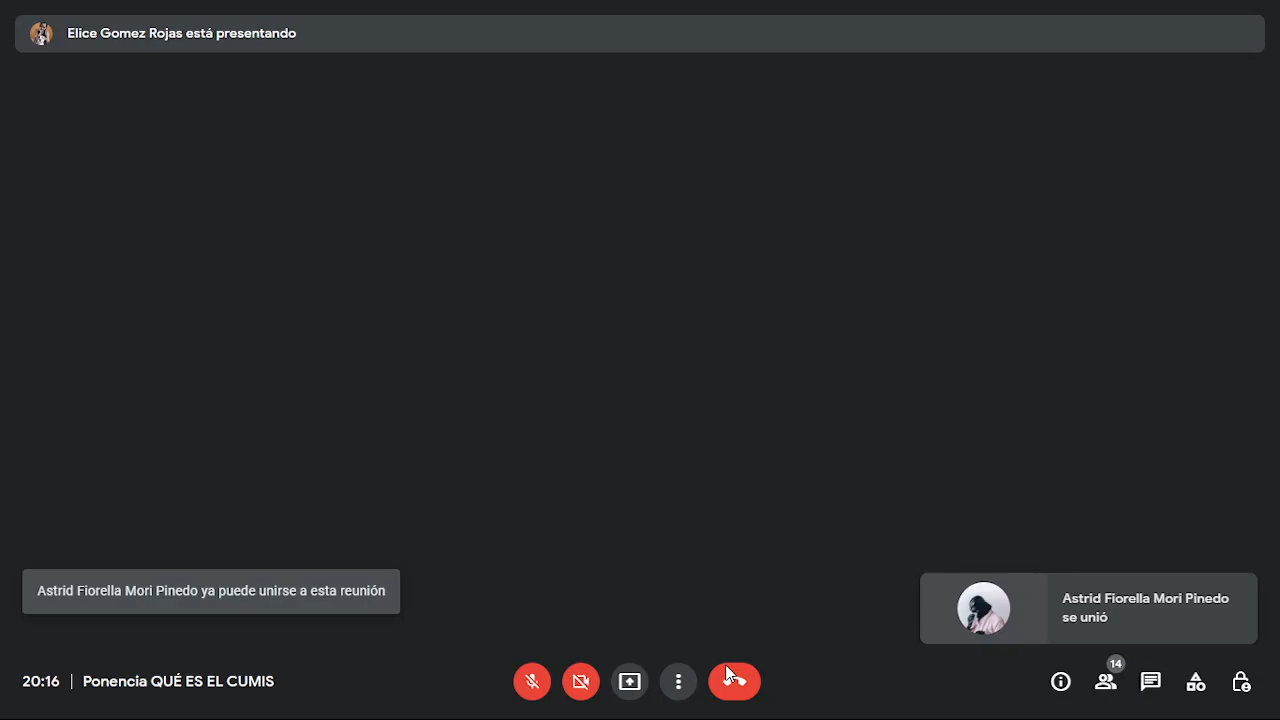 Elice Gomez Rojas está presentando
Astrid Fiorella Mori Pinedo ya puede unirse a esta reunión
Astrid Fiorella Mori Pinedo
se unió
14
20:16 | Ponencia QUÉ ES EL CUMIS